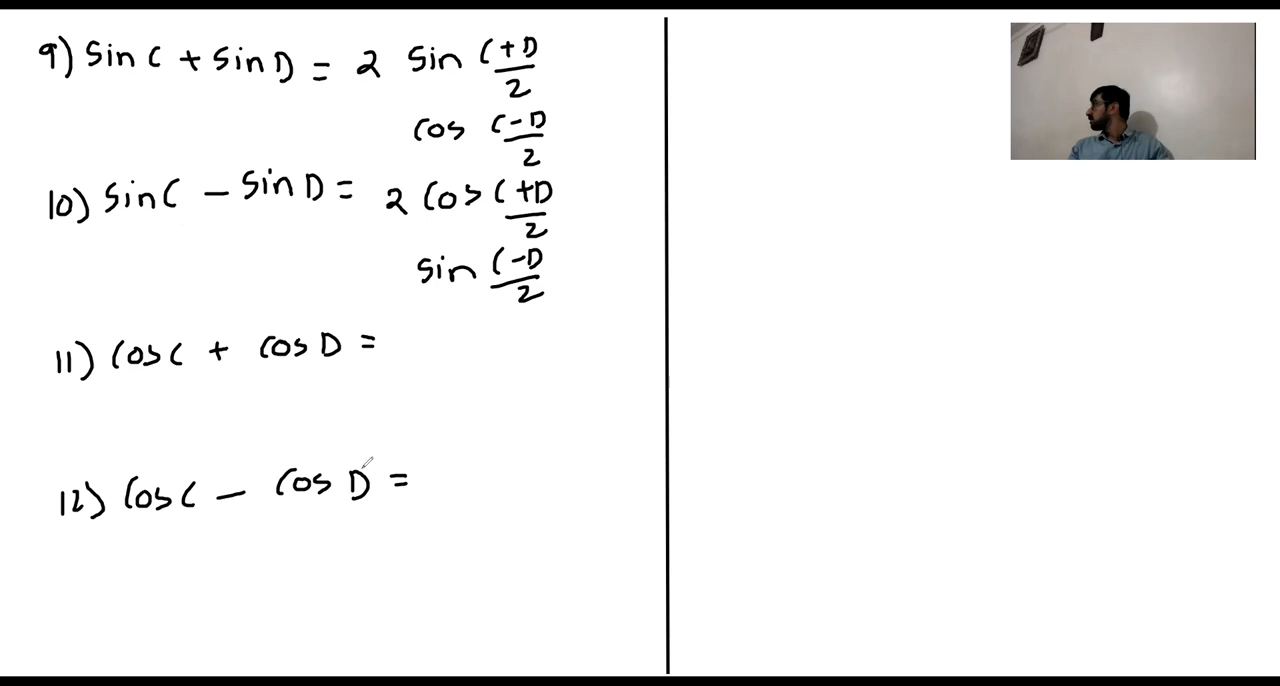 9) Sin C + Sin D = 2 Sin C+D/2
Cos C-D/2
10) Sin C - Sin D = 2 Cos C+D/2
Sin C-D/2
11) Cos C + Cos D =
12) Cos C - Cos D =